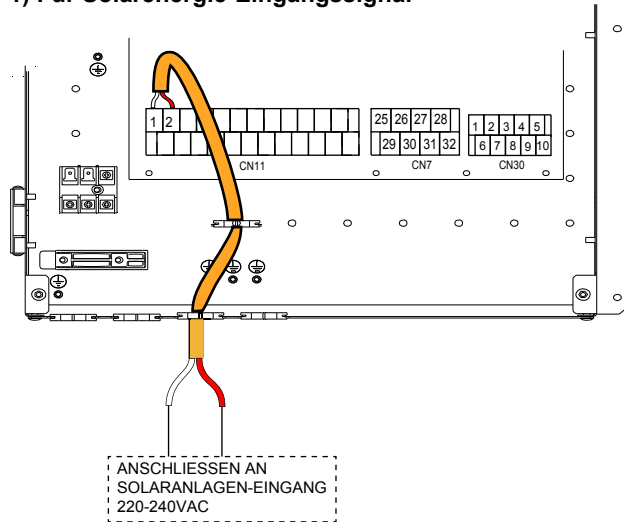 1) Für Solarenergie-Eingangssignal
1 2
25 26 27 28
29 30 31 32
1 2 3 4 5
6 7 8 9 10
CN11
CN7
CN30
ANSCHLIESSEN AN
SOLARANLAGEN-EINGANG
220-240VAC